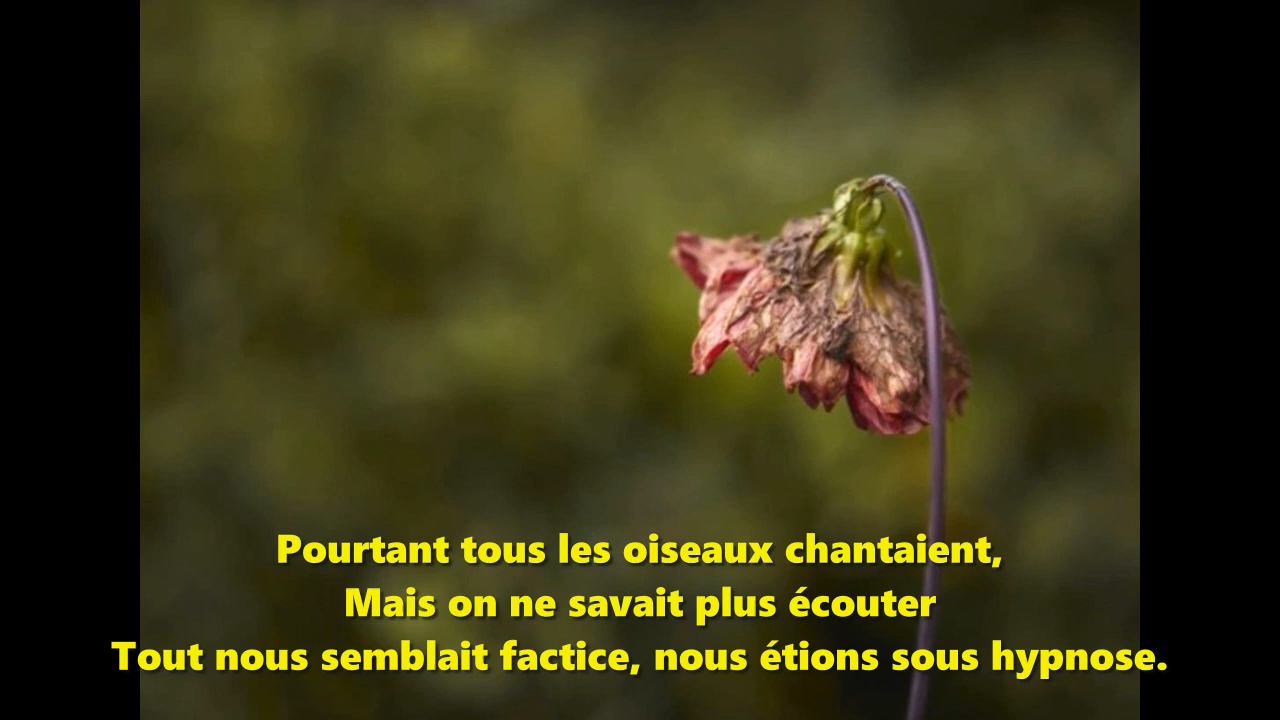 Pourtant tous les oiseaux chantaient,
Mais on ne savait plus écouter
Tout nous semblait factice, nous étions sous hypnose.